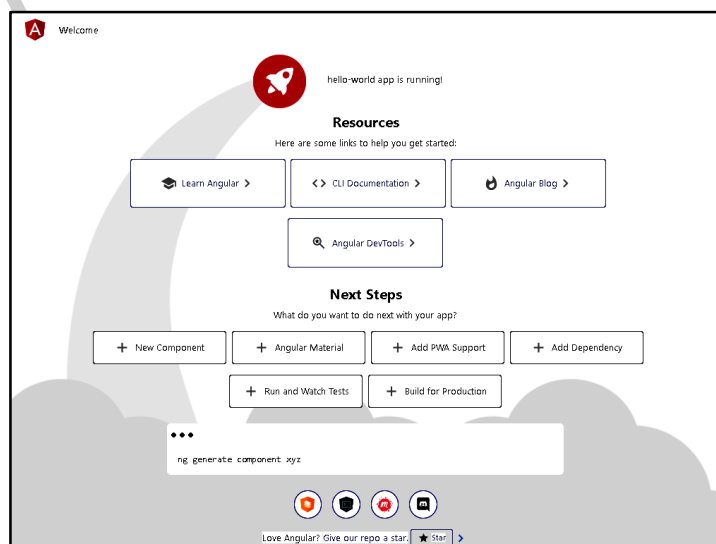 Welcome
hello-world app is running!
Resources
Here are some links to help you get started:
Learn Angular
CLI Documentation
Angular Blog
Angular DevTools
Next Steps
What do you want to do next with your app?
New Component
Angular Material
Add PWA Support
Add Dependency
Run and Watch Tests
Build for Production
ng generate component xyz
Love Angular? Give our repo a star. Star